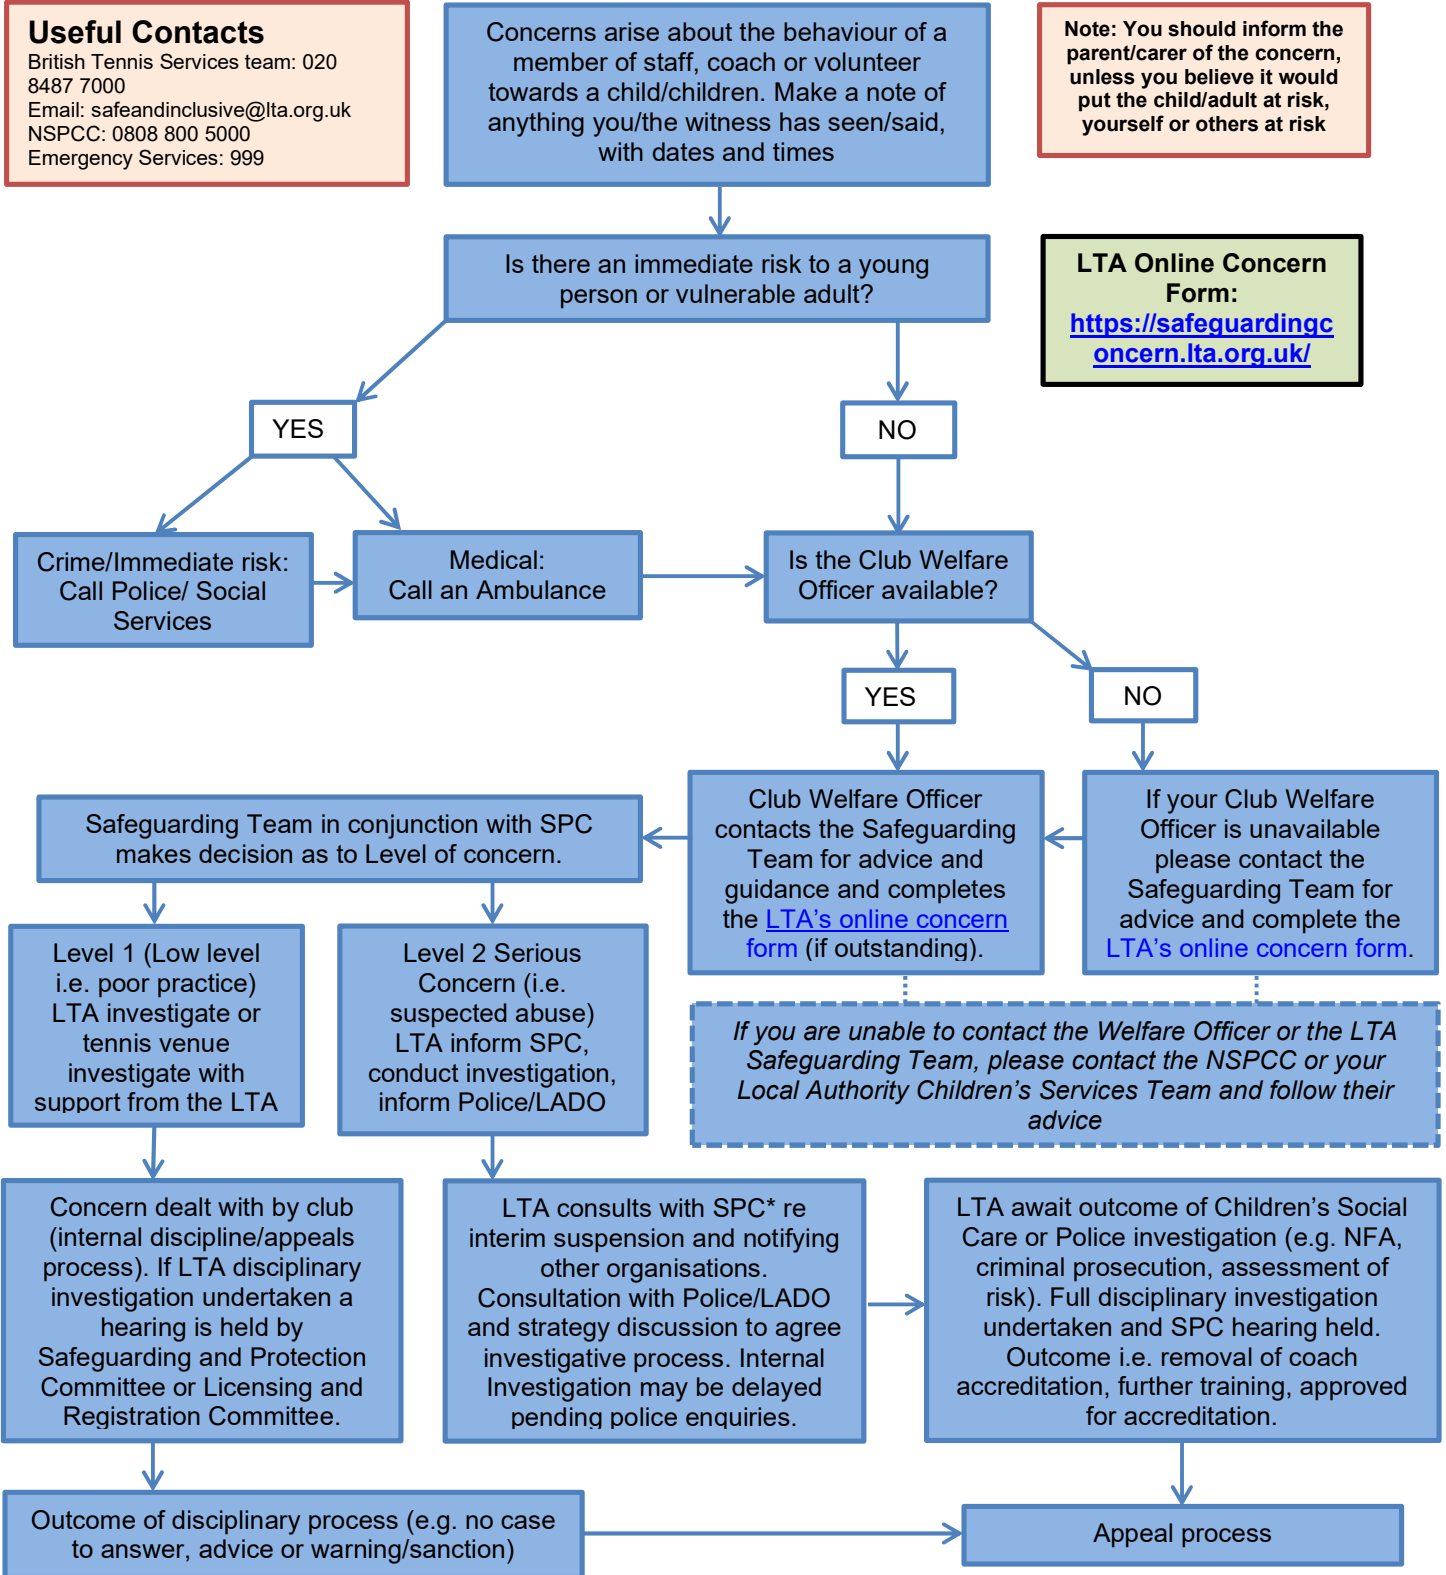 Useful Contacts
British Tennis Services team: 020
8487 7000
Email: safeandinclusive@lta.org.uk
NSPCC: 0808 800 5000
Emergency Services: 999
Concerns arise about the behaviour of a
member of staff, coach or volunteer
towards a child/children. Make a note of
anything you/the witness has seen/said,
with dates and times
Note: You should inform the
parent/carer of the concern,
unless you believe it would
put the child/adult at risk,
yourself or others at risk
Is there an immediate risk to a young
person or vulnerable adult?
LTA Online Concern
Form:
https://safeguardingc
oncern.lta.org.uk/
YES
NO
Crime/Immediate risk:
Call Police/ Social
Services
Medical:
Call an Ambulance
Is the Club Welfare
Officer available?
YES
NO
Club Welfare Officer
contacts the Safeguarding
Team for advice and
guidance and completes
the LTA’s online concern
form (if outstanding).
If your Club Welfare
Officer is unavailable
please contact the
Safeguarding Team for
advice and complete the
LTA’s online concern form.
Safeguarding Team in conjunction with SPC
makes decision as to Level of concern.
Level 1 (Low level
i.e. poor practice)
LTA investigate or
tennis venue
investigate with
support from the LTA
Level 2 Serious
Concern (i.e.
suspected abuse)
LTA inform SPC,
conduct investigation,
inform Police/LADO
If you are unable to contact the Welfare Officer or the LTA
Safeguarding Team, please contact the NSPCC or your
Local Authority Children’s Services Team and follow their
advice
Concern dealt with by club
(internal discipline/appeals
process). If LTA disciplinary
investigation undertaken a
hearing is held by
Safeguarding and Protection
Committee or Licensing and
Registration Committee.
LTA consults with SPC* re
interim suspension and notifying
other organisations.
Consultation with Police/LADO
and strategy discussion to agree
investigative process. Internal
Investigation may be delayed
pending police enquiries.
LTA await outcome of Children’s Social
Care or Police investigation (e.g. NFA,
criminal prosecution, assessment of
risk). Full disciplinary investigation
undertaken and SPC hearing held.
Outcome i.e. removal of coach
accreditation, further training, approved
for accreditation.
Outcome of disciplinary process (e.g. no case
to answer, advice or warning/sanction)
Appeal process